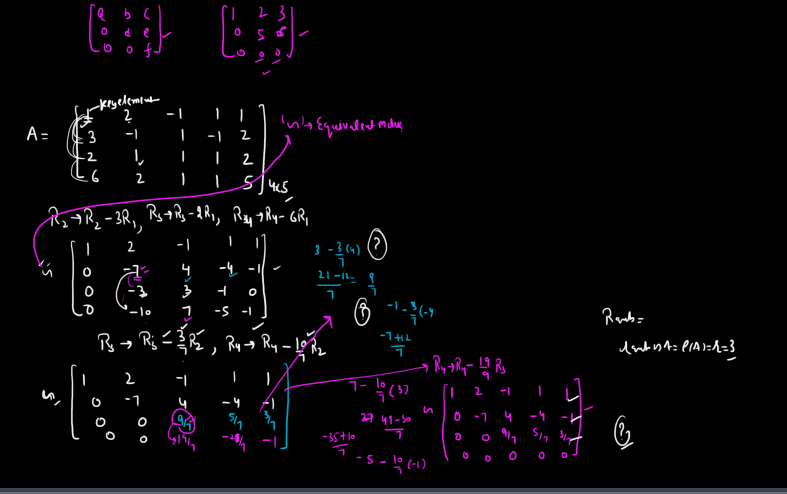 a b c
0 d e
0 0 f
1 2 3
0 5 8
0 0 0
key element
A =
1 2 -1 1 1
3 -1 1 -1 2
2 1 1 1 2
6 2 1 1 5
4x5
|~| → Equivalent matrix
R2 → R2 - 3R1, R3 → R3 - 2R1, R4 → R4 - 6R1
~
1 2 -1 1 1
0 -7 4 -4 -1
0 -3 3 -1 0
0 -10 7 -5 -1
3 - 3/7 (4) ?
21-12/7 = 9/7
? -1 - 3/7 (-4
-7+12/7
R3 → R3 - 3/7 R2, R4 → R4 - 10/7 R2
~
1 2 -1 1 1
0 -7 4 -4 -1
0 0 9/7 5/7 3/7
0 0 19/7 -1
7 - 10/7 (3)
49-30/7
-35+10/7
-5 - 10/7 (-1)
R4 → R4 - 19/9 R3
~
1 2 -1 1 1
0 -7 4 -4 -1
0 0 9/7 5/7 3/7
0 0 0 0 0
?
Rank =
Rank of A = ρ(A) = r = 3